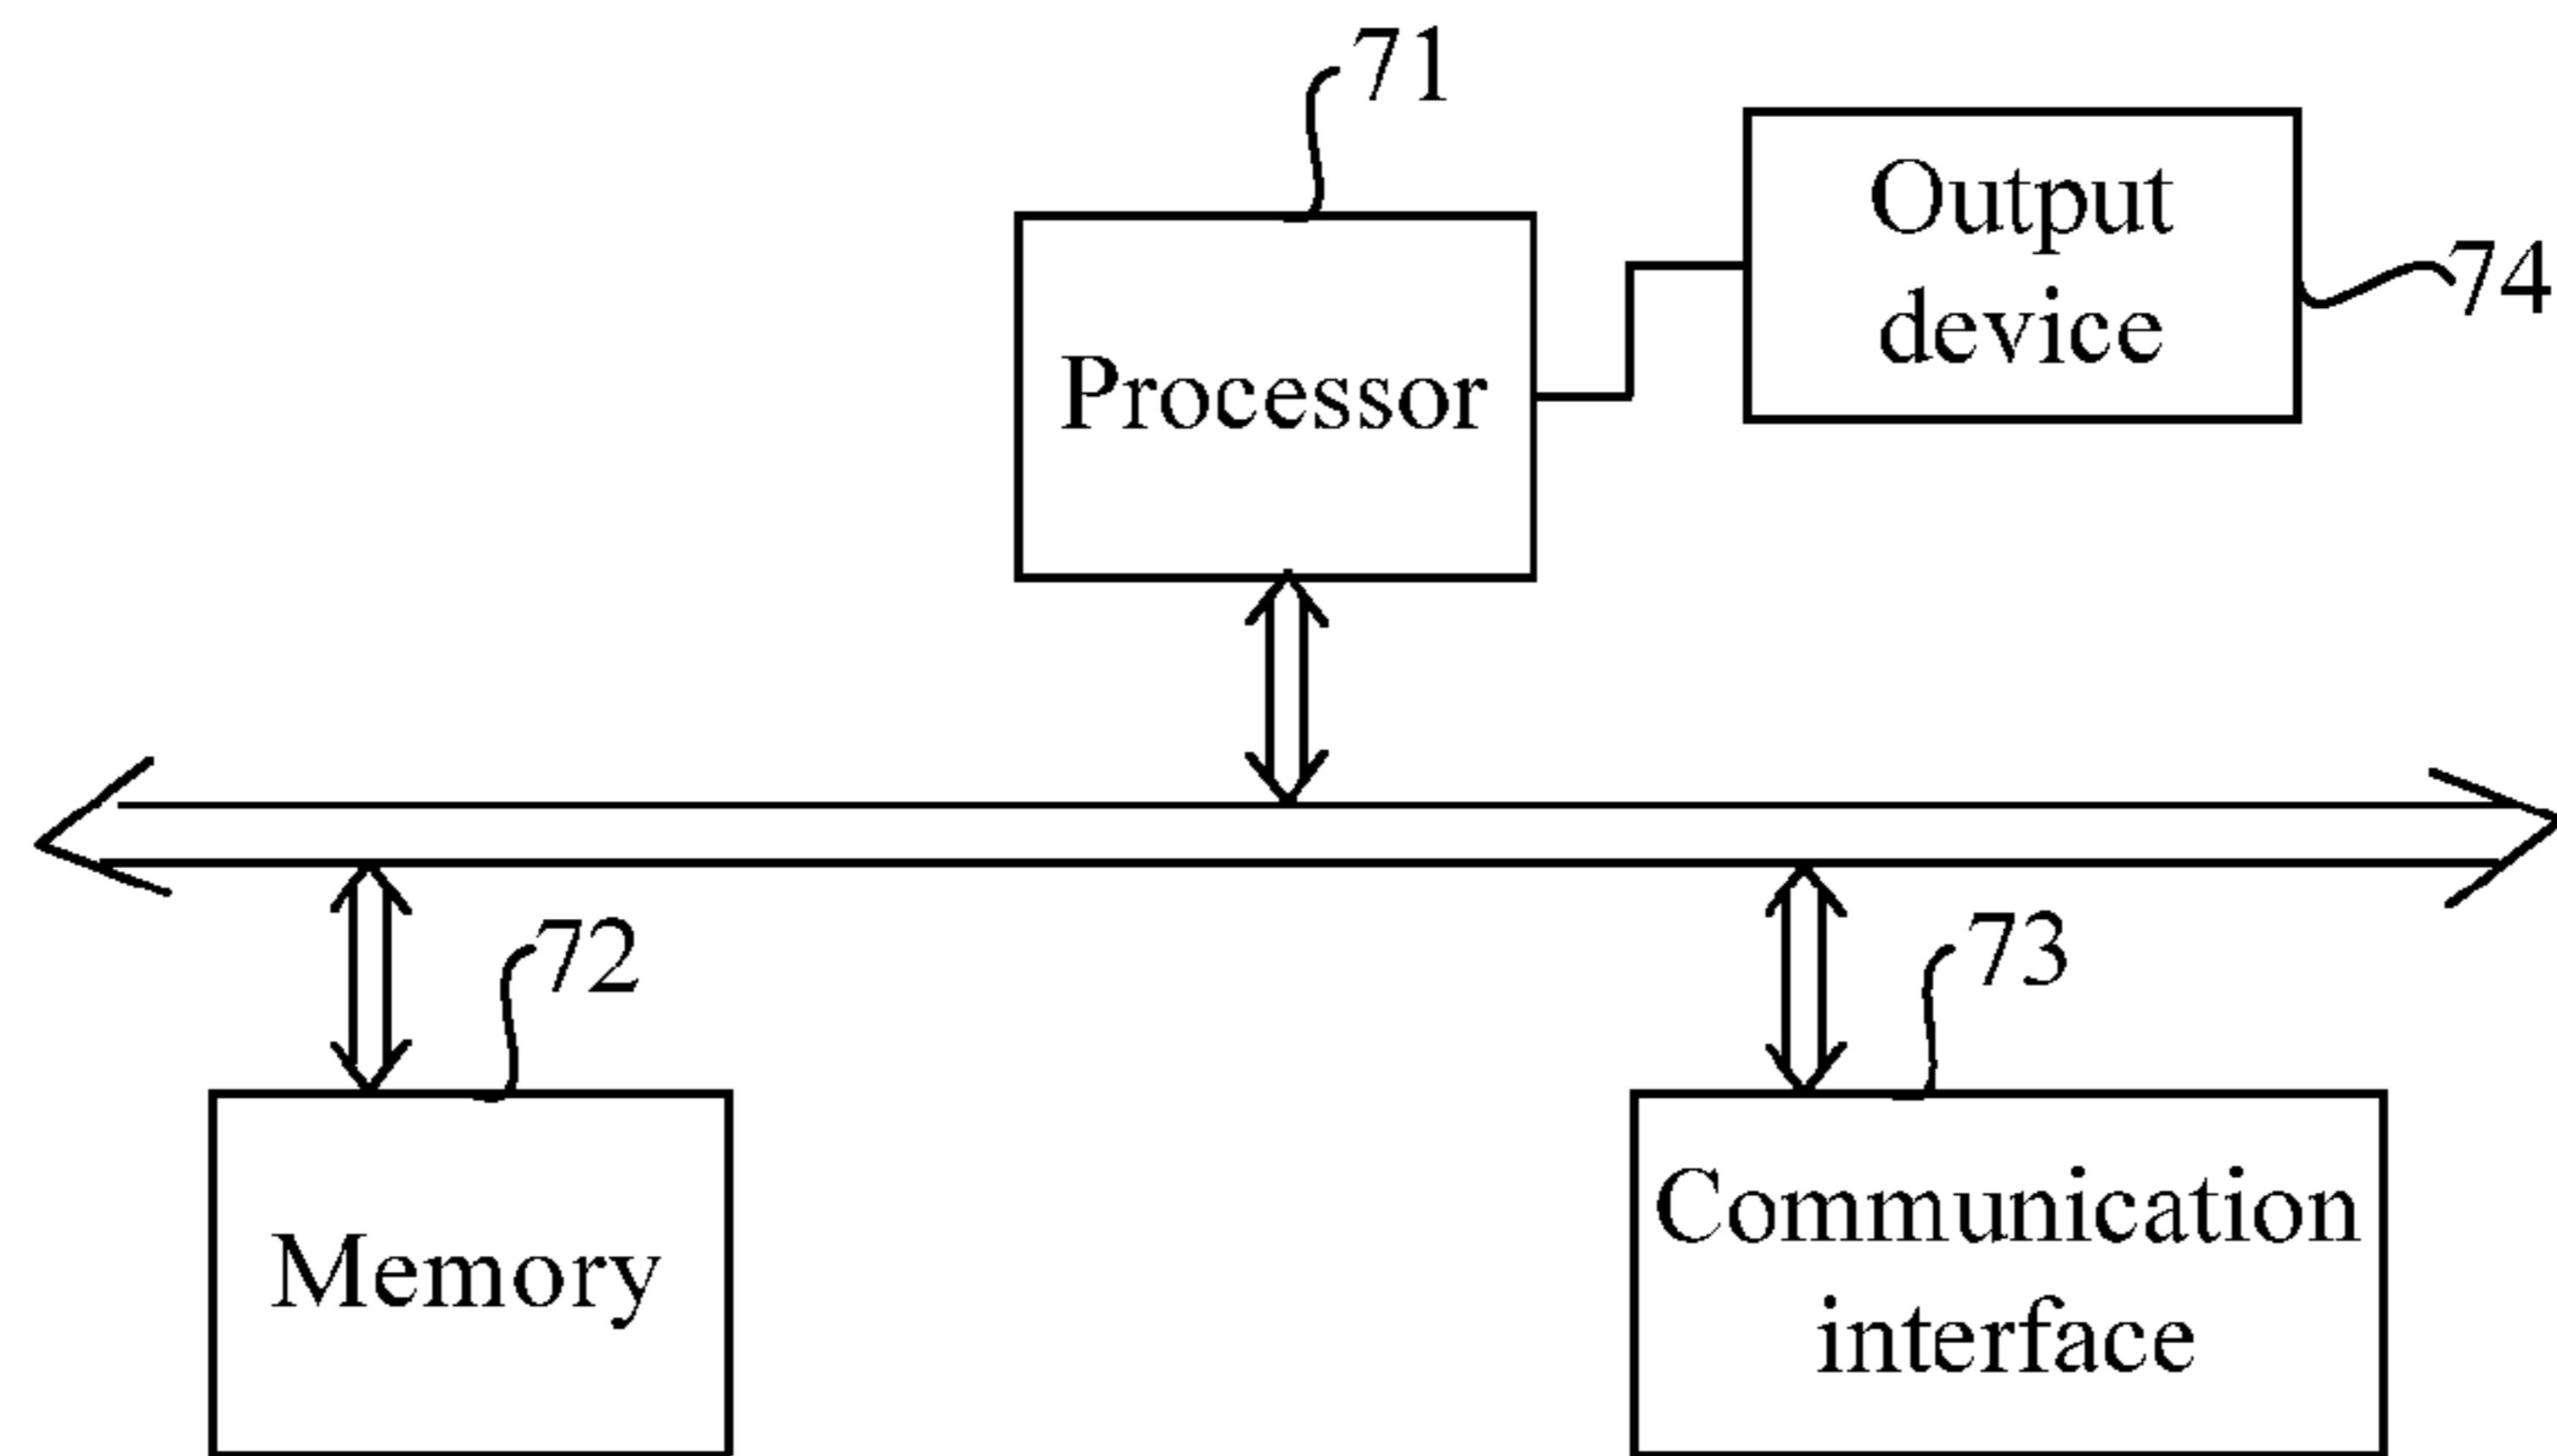 71
Output
device
74
Processor
72
73
Memory
Communication
interface